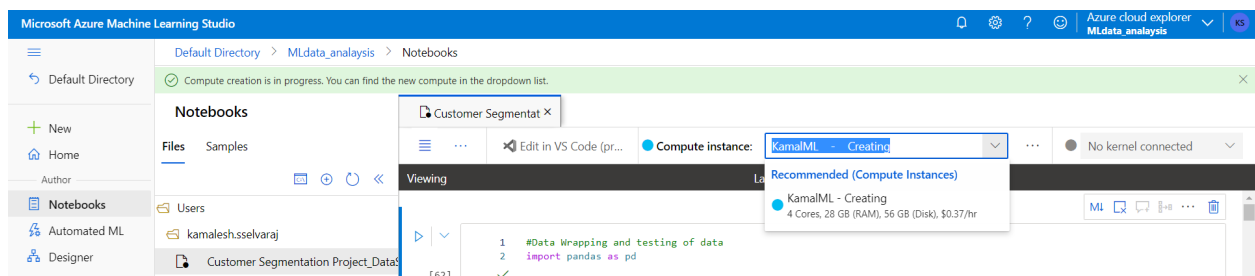 Microsoft Azure Machine Learning Studio
Azure cloud explorer
MLdata_analaysis
KS
Default Directory > MLdata_analaysis > Notebooks
Default Directory
Compute creation is in progress. You can find the new compute in the dropdown list.
Notebooks
Customer Segmentat
New
Home
Author
Notebooks
Automated ML
Designer
Files Samples
Edit in VS Code (pr...
Compute instance:
KamalML - Creating
No kernel connected
Viewing
La
Recommended (Compute Instances)
KamalML - Creating
4 Cores, 28 GB (RAM), 56 GB (Disk), $0.37/hr
Users
kamalesh.sselvaraj
Customer Segmentation Project_DataS
M↓
1 #Data Wrapping and testing of data
2 import pandas as pd
[62]